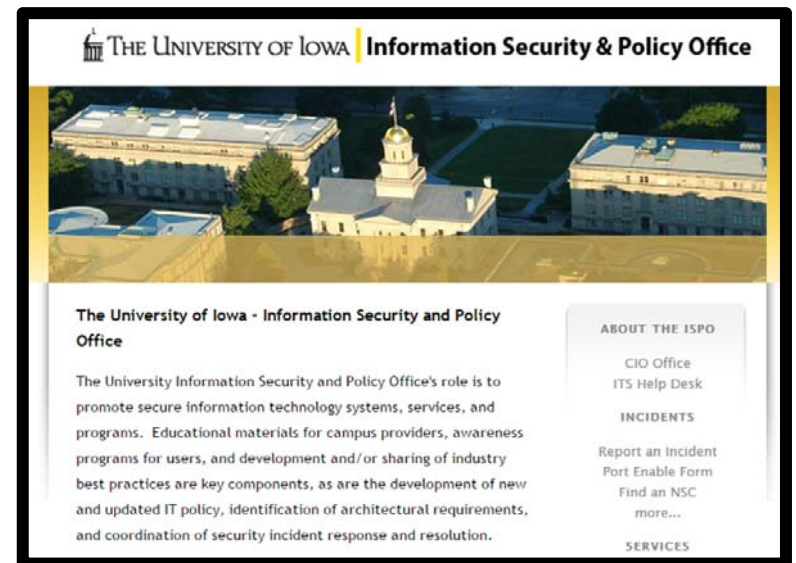 THE UNIVERSITY OF IOWA Information Security & Policy Office
The University of Iowa - Information Security and Policy
Office
The University Information Security and Policy Office's role is to
promote secure information technology systems, services, and
programs. Educational materials for campus providers, awareness
programs for users, and development and/or sharing of industry
best practices are key components, as are the development of new
and updated IT policy, identification of architectural requirements,
and coordination of security incident response and resolution.
ABOUT THE ISPO
CIO Office
ITS Help Desk
INCIDENTS
Report an Incident
Port Enable Form
Find an NSC
more...
SERVICES